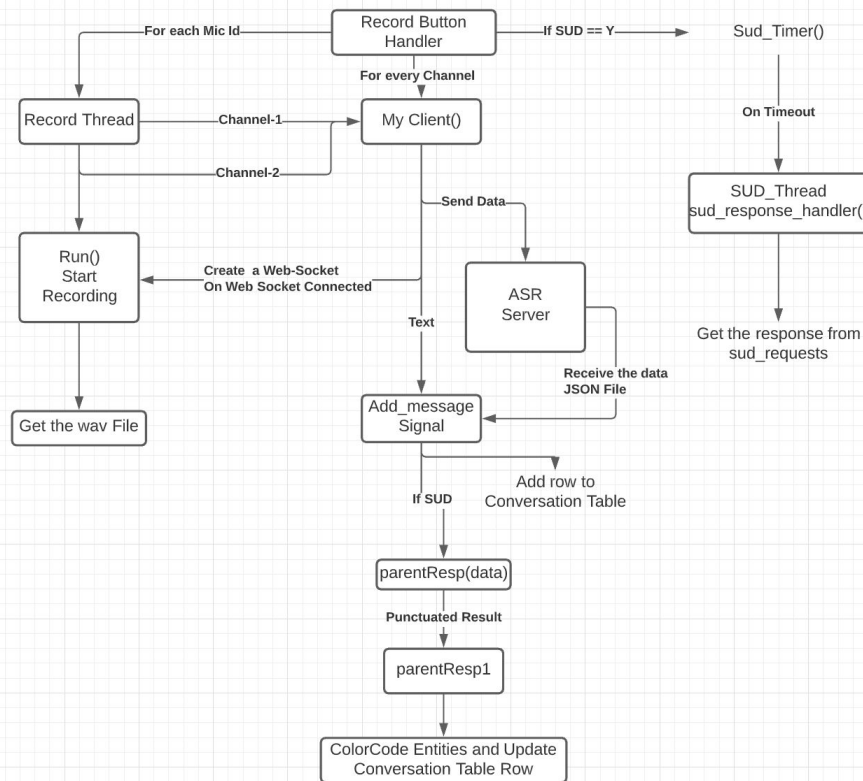 Record Button
Handler
For each Mic Id
If SUD == Y
Sud_Timer()
For every Channel
Record Thread
Channel-1
My Client()
On Timeout
Channel-2
SUD_Thread
sud_response_handler(
Send Data
Run()
Start
Recording
Create a Web-Socket
On Web Socket Connected
ASR
Server
Text
Get the response from
sud_requests
Receive the data
JSON File
Get the wav File
Add_message
Signal
Add row to
Conversation Table
If SUD
parentResp(data)
Punctuated Result
parentResp1
ColorCode Entities and Update
Conversation Table Row